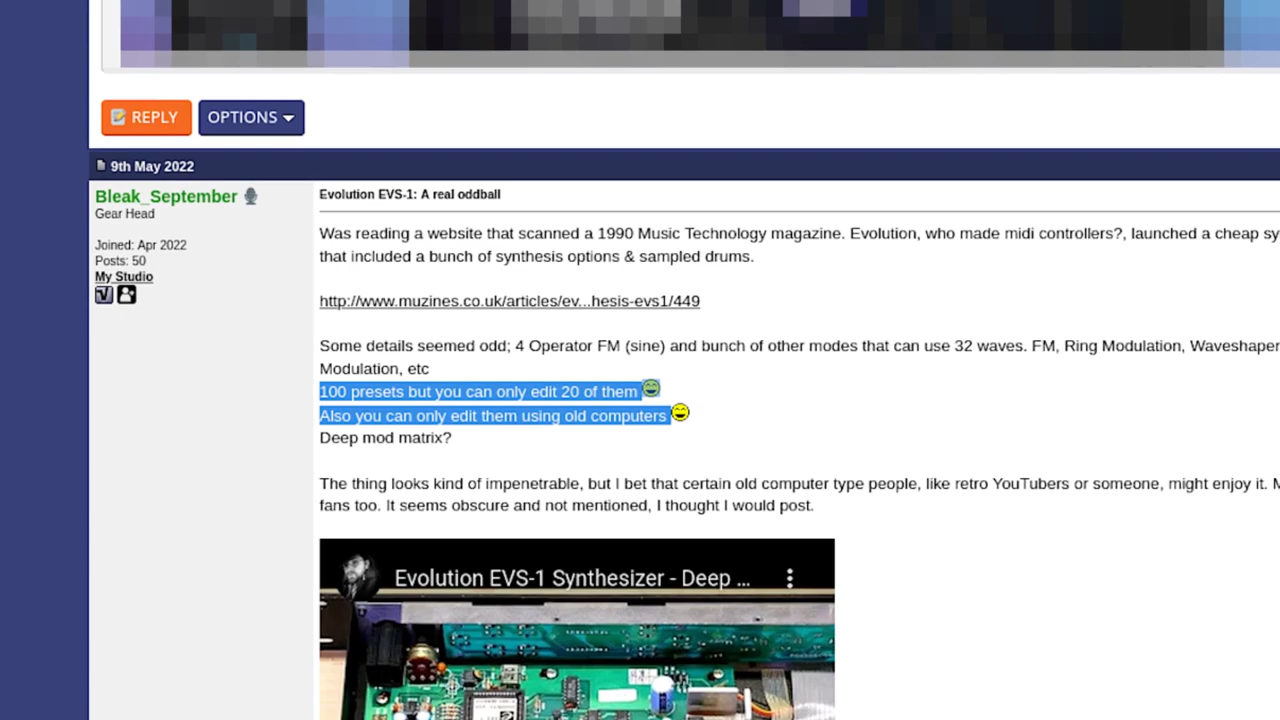 REPLY
OPTIONS
9th May 2022
Bleak_September
Gear Head
Joined: Apr 2022
Posts: 50
My Studio
Evolution EVS-1: A real oddball
Was reading a website that scanned a 1990 Music Technology magazine. Evolution, who made midi controllers?, launched a cheap sy
that included a bunch of synthesis options & sampled drums.
http://www.muzines.co.uk/articles/ev...hesis-evs1/449
Some details seemed odd; 4 Operator FM (sine) and bunch of other modes that can use 32 waves. FM, Ring Modulation, Waveshaper
Modulation, etc
100 presets but you can only edit 20 of them
Also you can only edit them using old computers
Deep mod matrix?
The thing looks kind of impenetrable, but I bet that certain old computer type people, like retro YouTubers or someone, might enjoy it. M
fans too. It seems obscure and not mentioned, I thought I would post.
Evolution EVS-1 Synthesizer - Deep ...